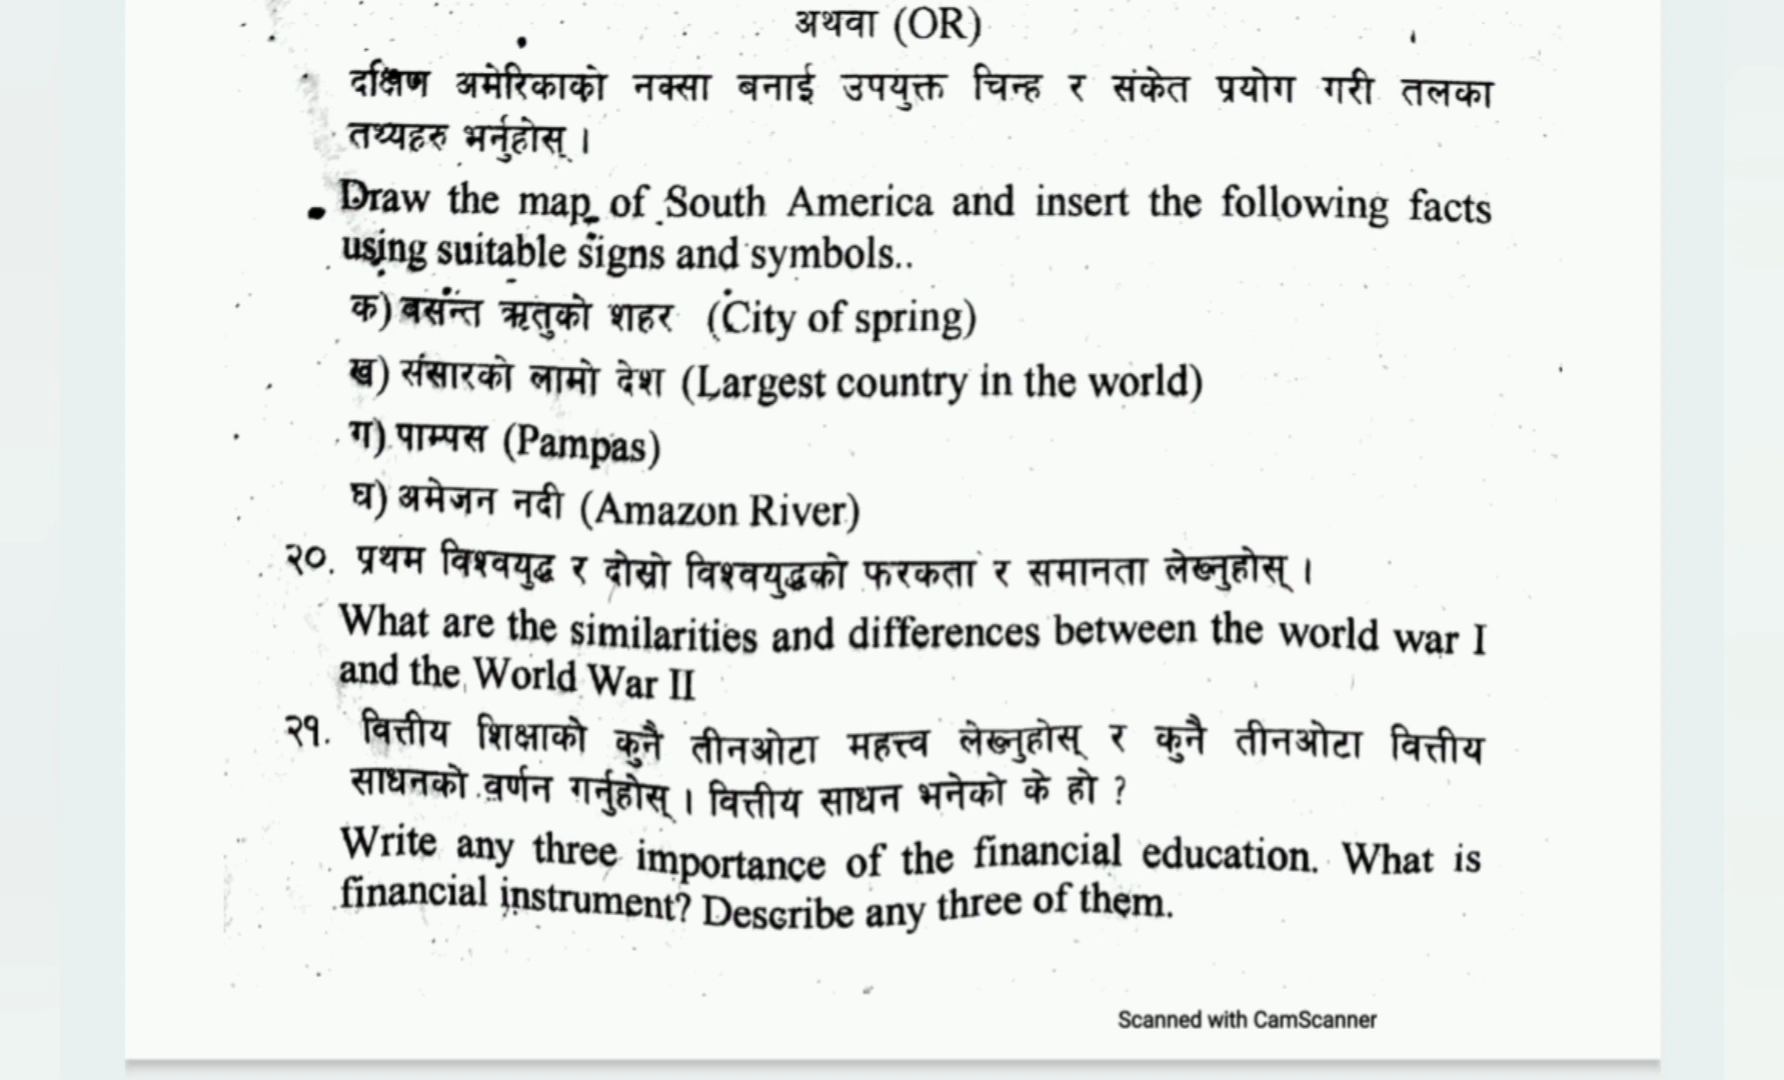 अथवा (OR)
दक्षिण अमेरिकाको नक्सा बनाई उपयुक्त चिन्ह र संकेत प्रयोग गरी तलका
तथ्यहरु भर्नुहोस् ।
Draw the map of South America and insert the following facts
using suitable signs and symbols..
क) बसन्त ऋतुको शहर (City of spring)
ख) संसारको लामो देश (Largest country in the world)
ग) पाम्पस (Pampas)
घ) अमेजन नदी (Amazon River)
२०. प्रथम विश्वयुद्ध र दोस्रो विश्वयुद्धको फरकता र समानता लेख्नुहोस् ।
What are the similarities and differences between the world war I
and the World War II
२१. वित्तीय शिक्षाको कुनै तीनओटा महत्त्व लेख्नुहोस् र कुनै तीनओटा वित्तीय
साधनको वर्णन गर्नुहोस् । वित्तीय साधन भनेको के हो ?
Write any three importance of the financial education. What is
financial instrument? Describe any three of them.
Scanned with CamScanner